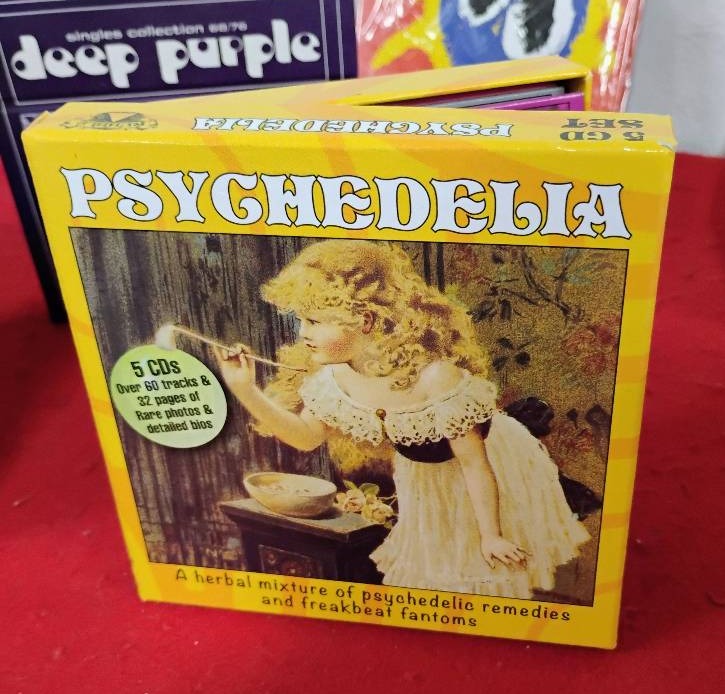 singles collection 68/76
deep purple
5 CD
SET
PSYCHEDELIA
PSYCHEDELIA
5 CDs
Over 60 tracks &
32 pages of
Rare photos &
detailed bios
A herbal mixture of psychedelic remedies
and freakbeat fantoms